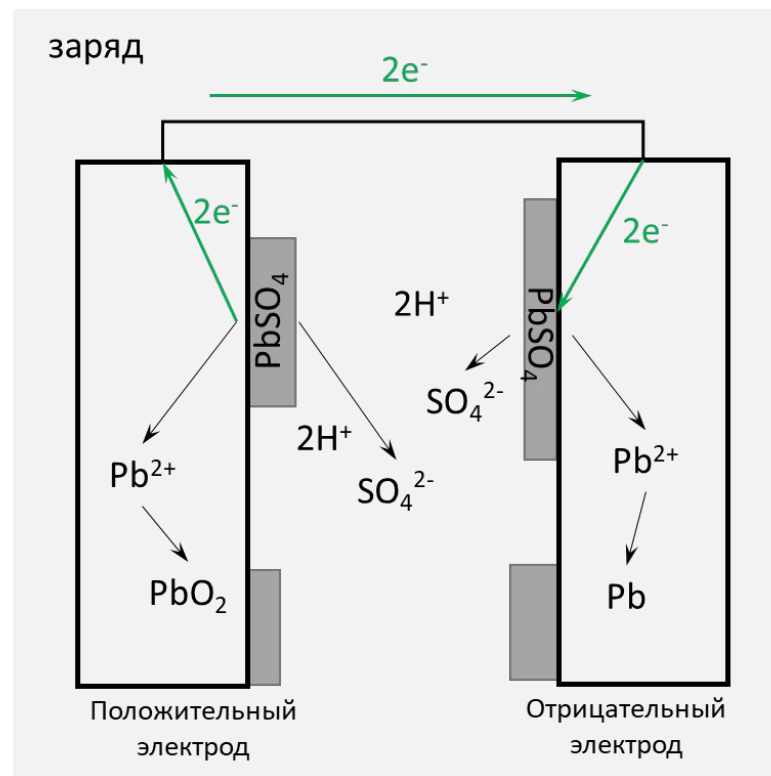 заряд
2e⁻
2e⁻
2e⁻
PbSO₄
PbSO₄
2H⁺
SO₄²⁻
2H⁺
SO₄²⁻
Pb²⁺
Pb²⁺
PbO₂
Pb
Положительный
электрод
Отрицательный
электрод